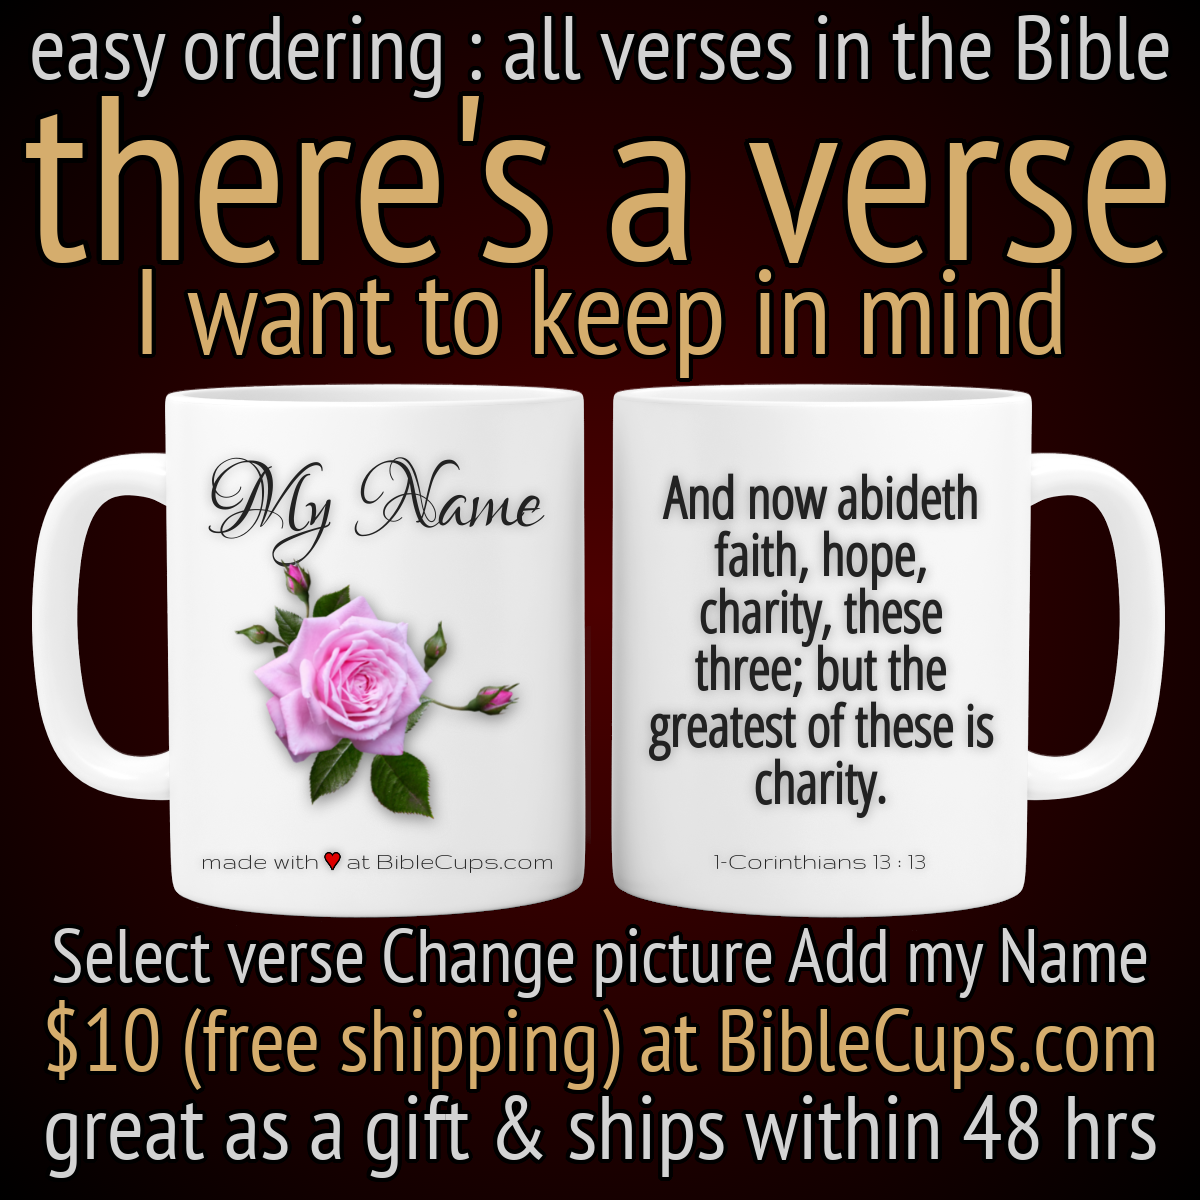 easy ordering : all verses in the Bible
there's a verse
I want to keep in mind
My Name
made with ♥ at BibleCups.com
And now abideth
faith, hope,
charity, these
three; but the
greatest of these is
charity.
1-Corinthians 13 : 13
Select verse Change picture Add my Name
$10 (free shipping) at BibleCups.com
great as a gift & ships within 48 hrs